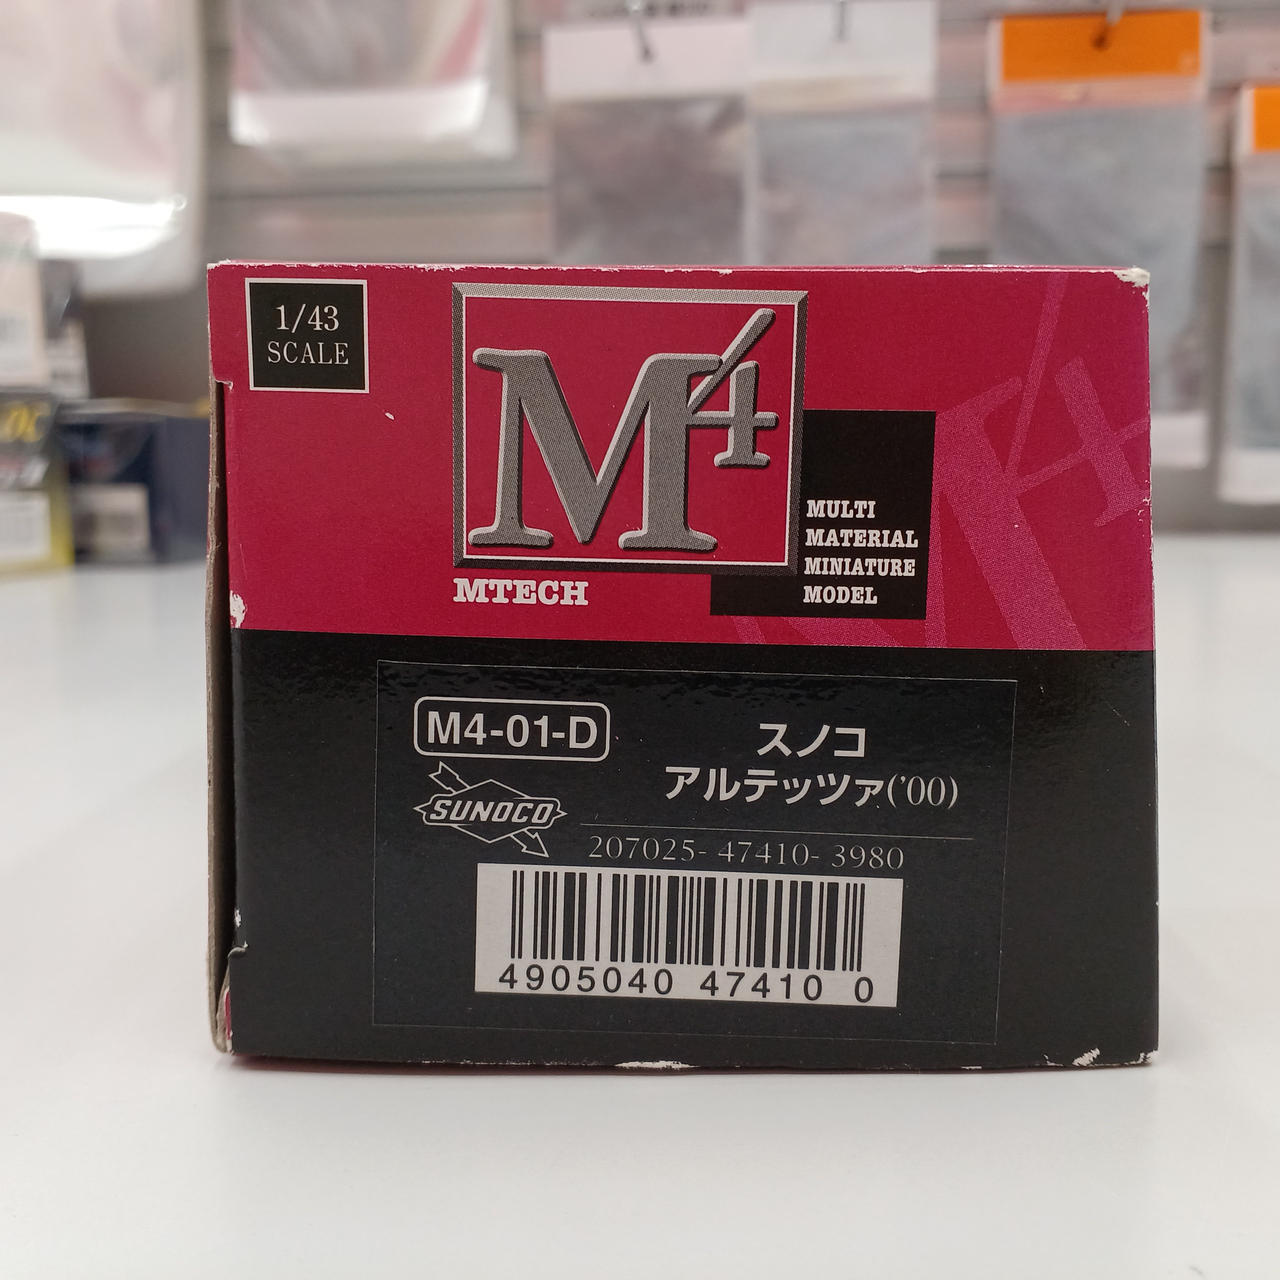 1/43
SCALE
M4
MULTI
MATERIAL
MINIATURE
MODEL
MTECH
M4-01-D
スノコ
アルテッツァ('00)
SUNOCO
207025-47410-3980
4905040 47410 0